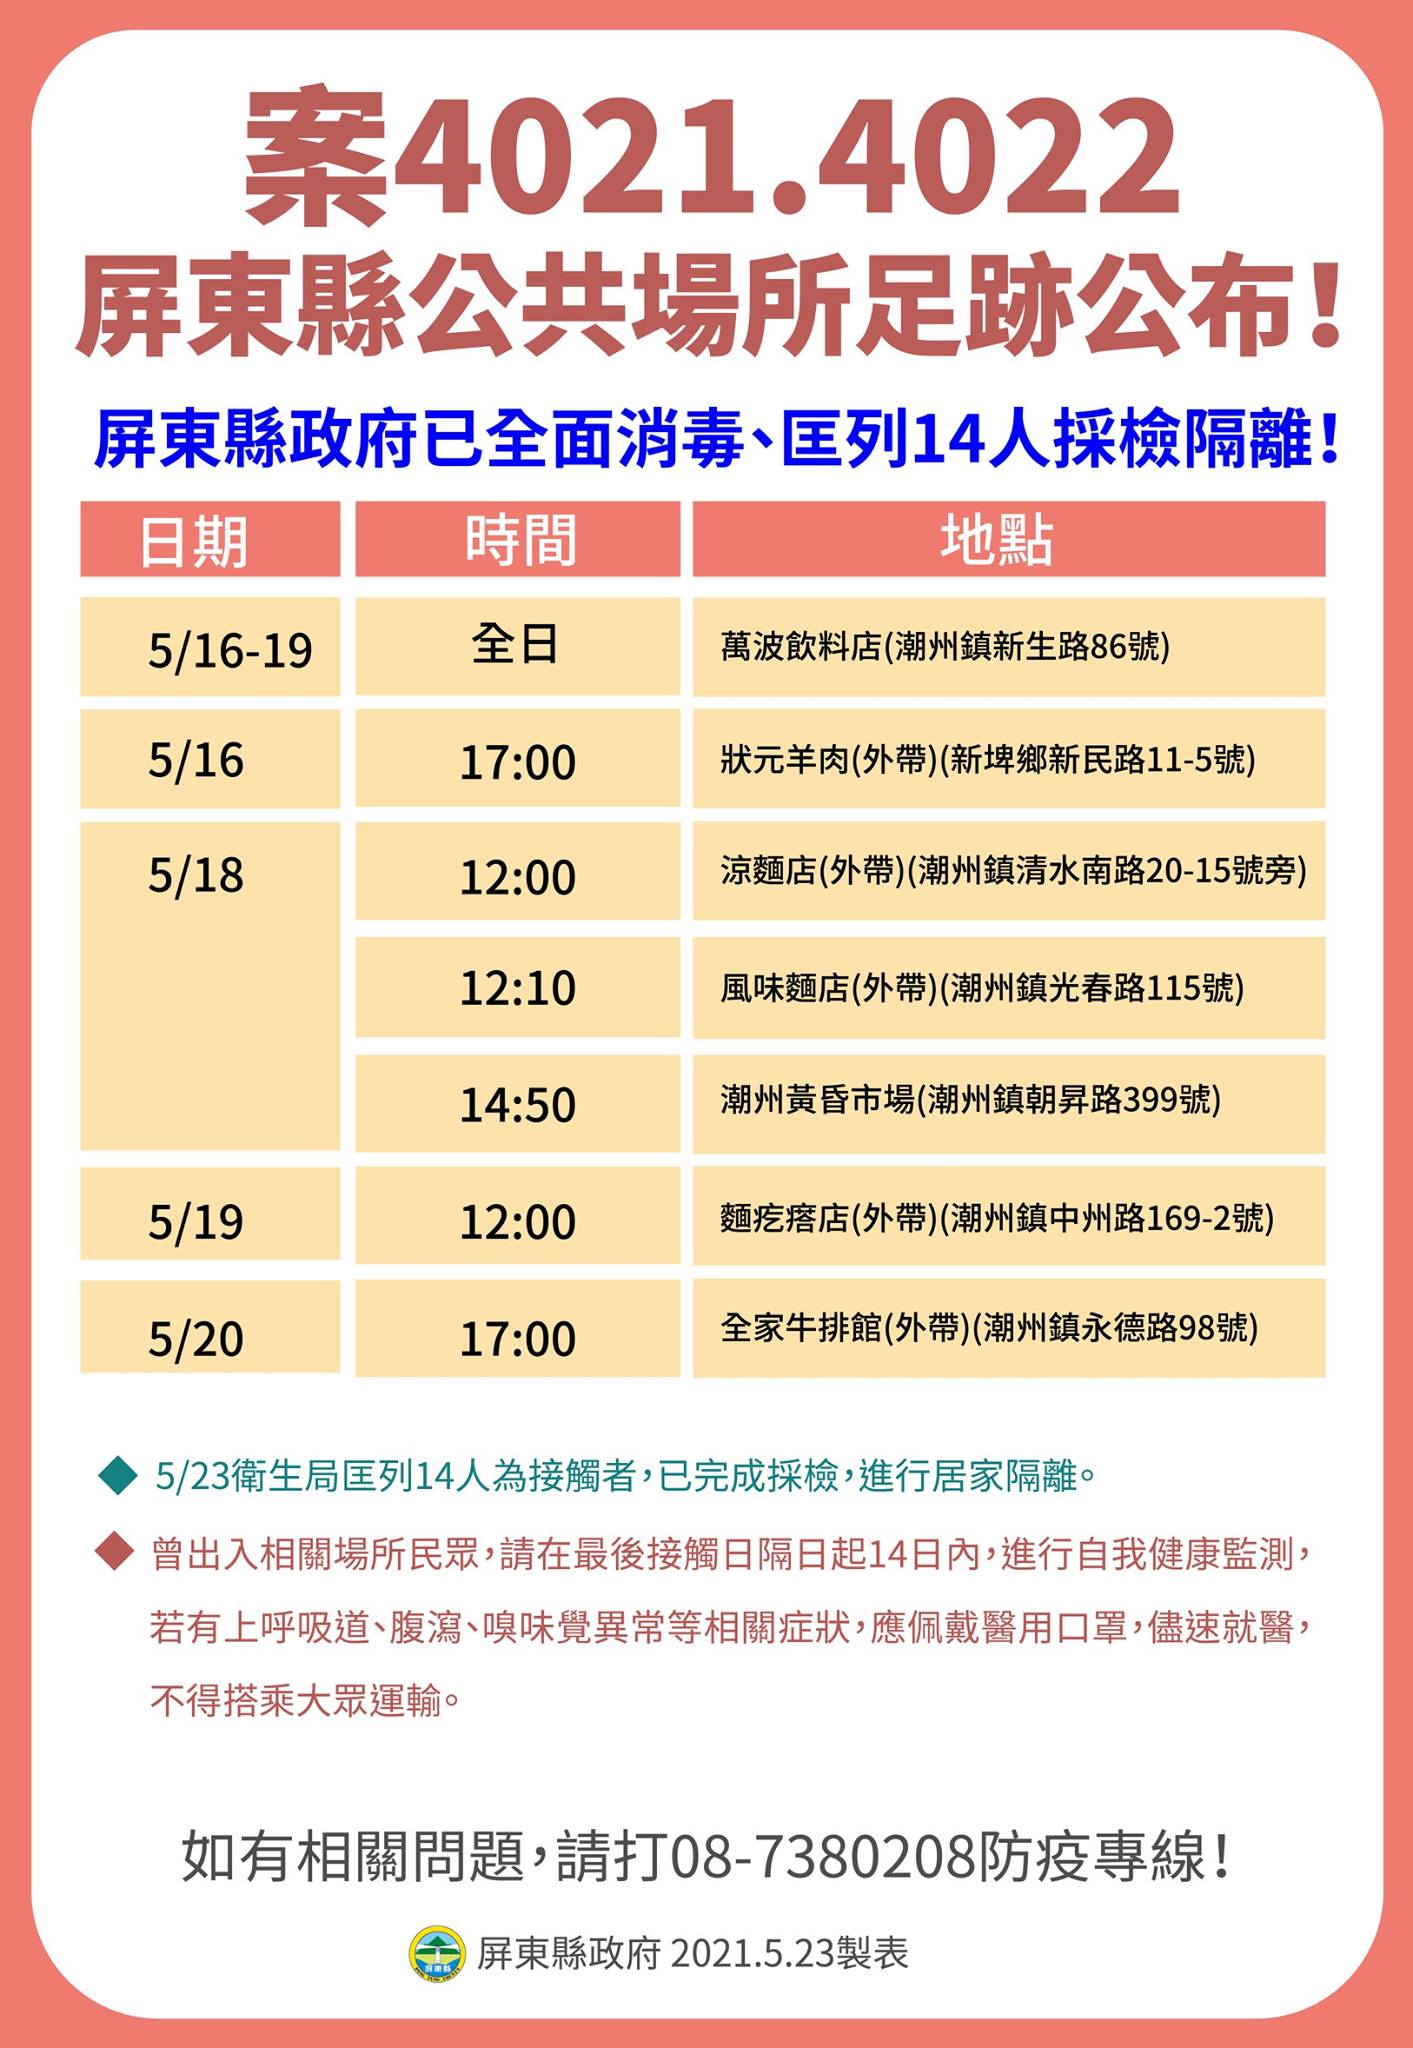 案4021.4022
屏東縣公共場所足跡公布!
屏東縣政府已全面消毒、匡列14人採檢隔離!
日期 時間 地點
5/16-19 全日 萬波飲料店(潮州鎮新生路86號)
5/16 17:00 狀元羊肉(外帶)(新埤鄉新民路11-5號)
5/18 12:00 涼麵店(外帶)(潮州鎮清水南路20-15號旁)
12:10 風味麵店(外帶)(潮州鎮光春路115號)
14:50 潮州黃昏市場(潮州鎮朝昇路399號)
5/19 12:00 麵疙瘩店(外帶)(潮州鎮中州路169-2號)
5/20 17:00 全家牛排館(外帶)(潮州鎮永德路98號)
◆ 5/23衛生局匡列14人為接觸者,已完成採檢,進行居家隔離。
◆ 曾出入相關場所民眾,請在最後接觸日隔日起14日內,進行自我健康監測,
若有上呼吸道、腹瀉、嗅味覺異常等相關症狀,應佩戴醫用口罩,儘速就醫,
不得搭乘大眾運輸。
如有相關問題,請打08-7380208防疫專線!
屏東縣
屏東縣政府 2021.5.23製表